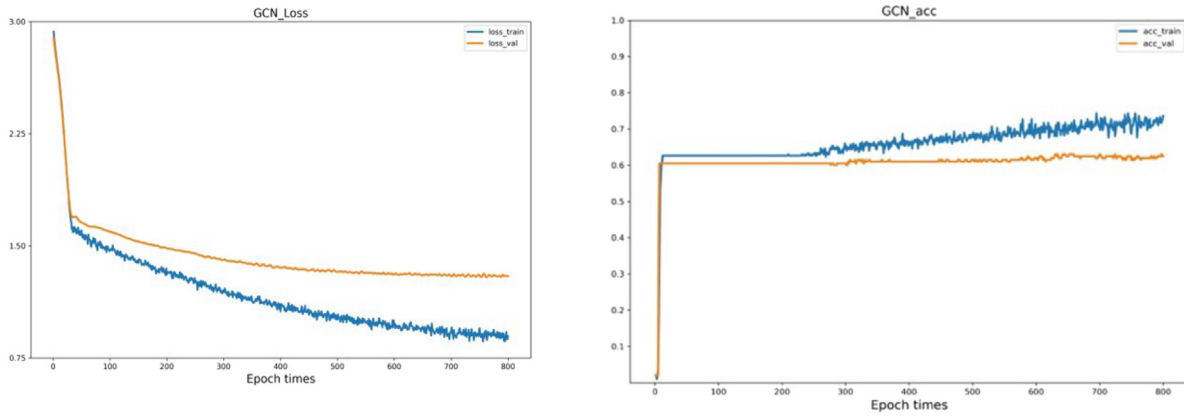 GCN_Loss
3.00
loss_train
loss_val
2.25
1.50
0.75
0 100 200 300 400 500 600 700 800
Epoch times
GCN_acc
1.0
acc_train
acc_val
0.9
0.8
0.7
0.6
0.5
0.4
0.3
0.2
0.1
0 100 200 300 400 500 600 700 800
Epoch times